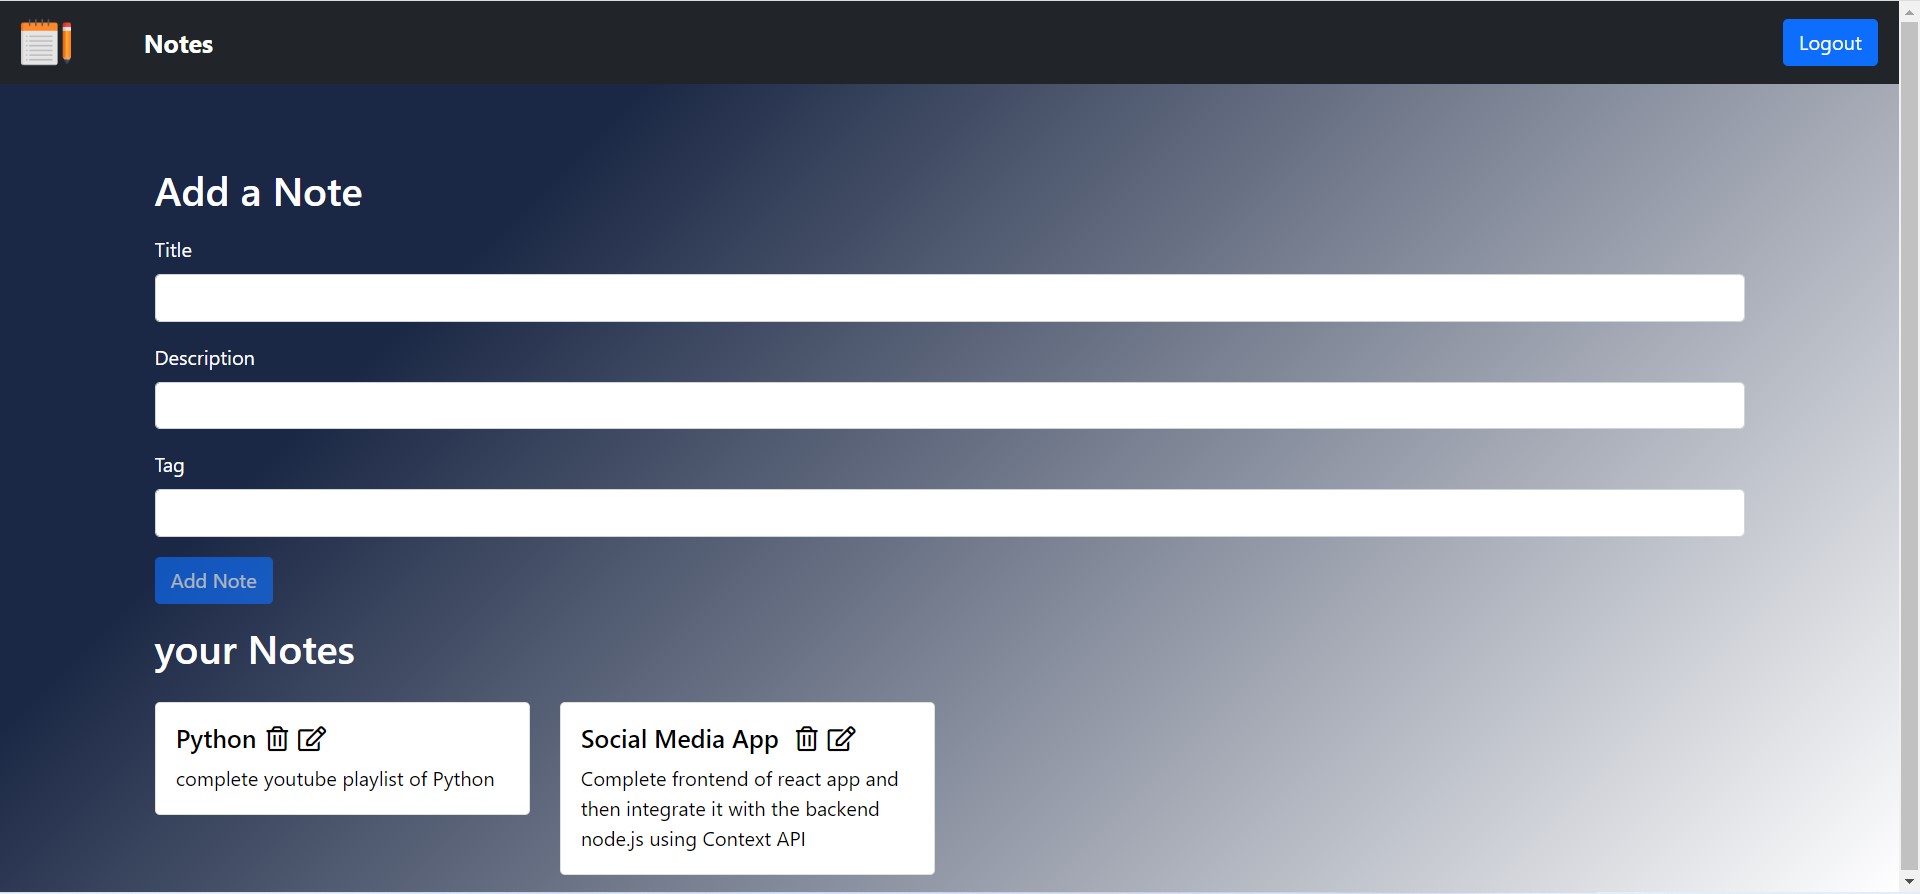 Notes
Logout
Add a Note
Title
Description
Tag
Add Note
your Notes
Python
complete youtube playlist of Python
Social Media App
Complete frontend of react app and
then integrate it with the backend
node.js using Context API